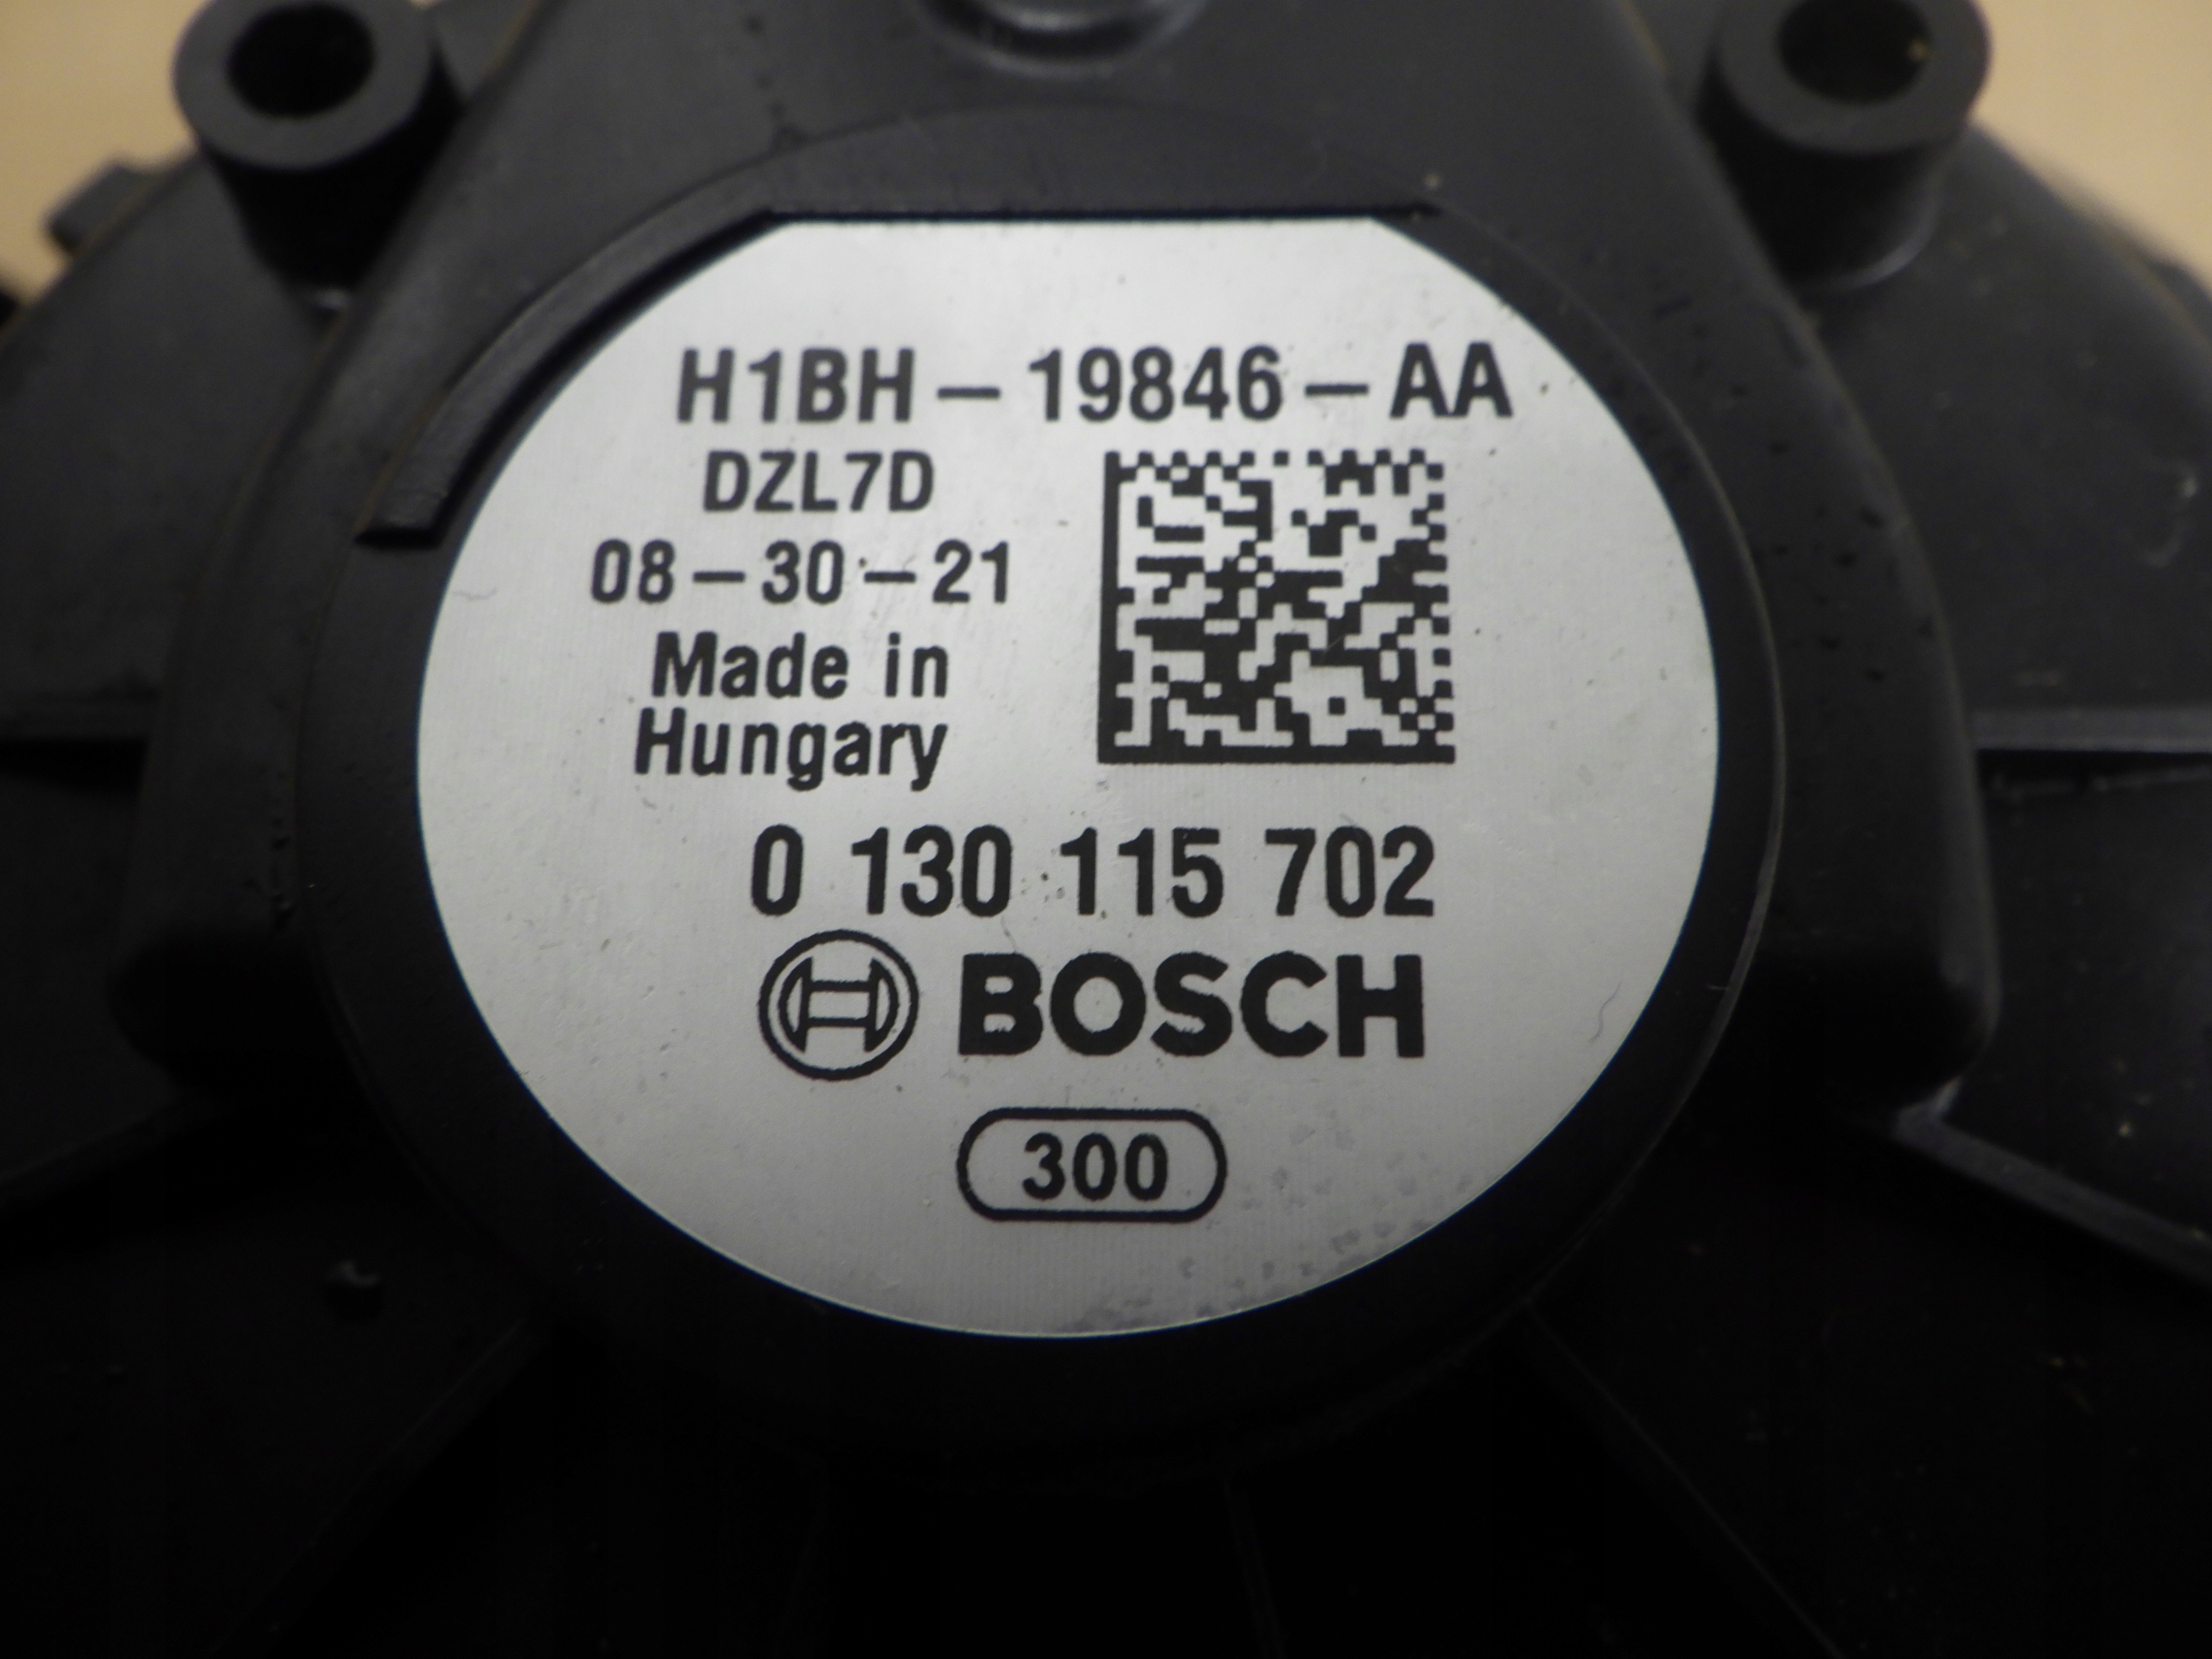 H1BH-19846-AA
DZL7D
08-30-21
Made in
Hungary
0 130 115 702
BOSCH
300